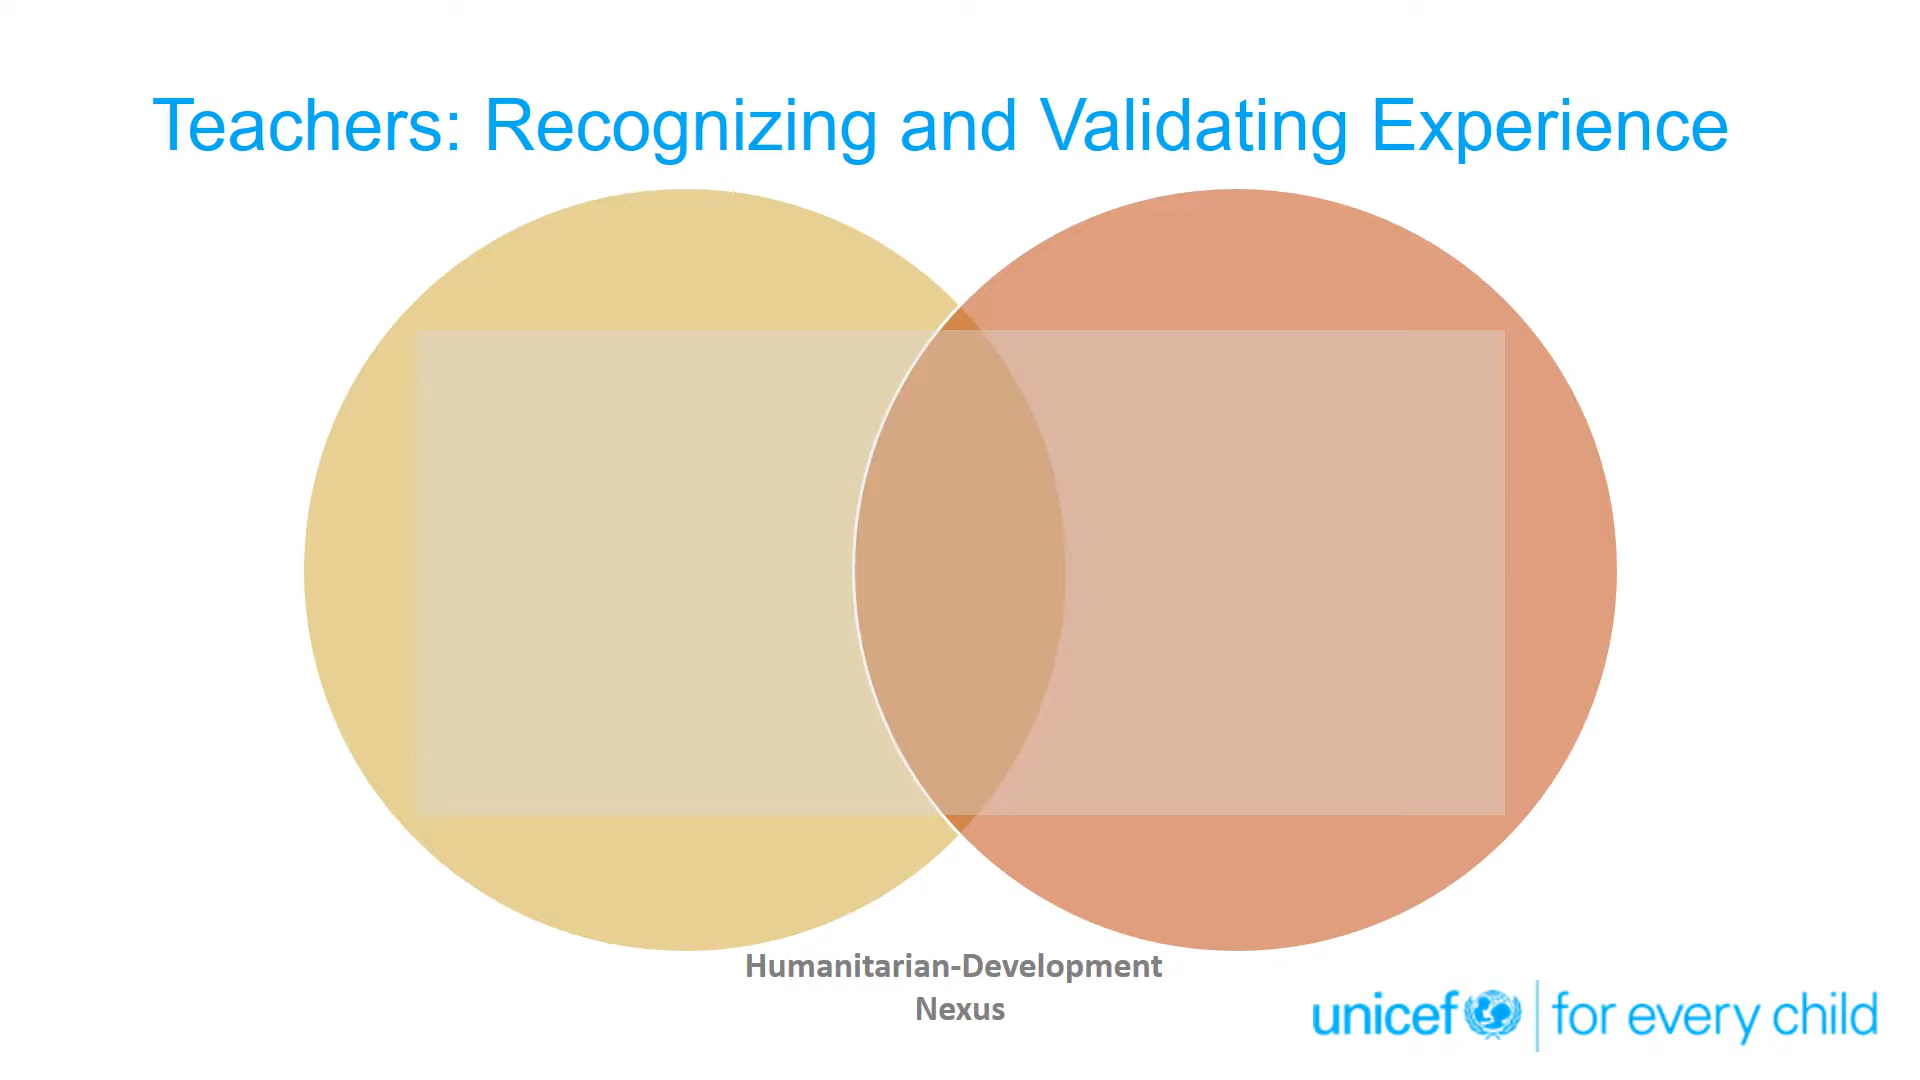 Teachers: Recognizing and Validating Experience
Humanitarian-Development
Nexus
unicef for every child